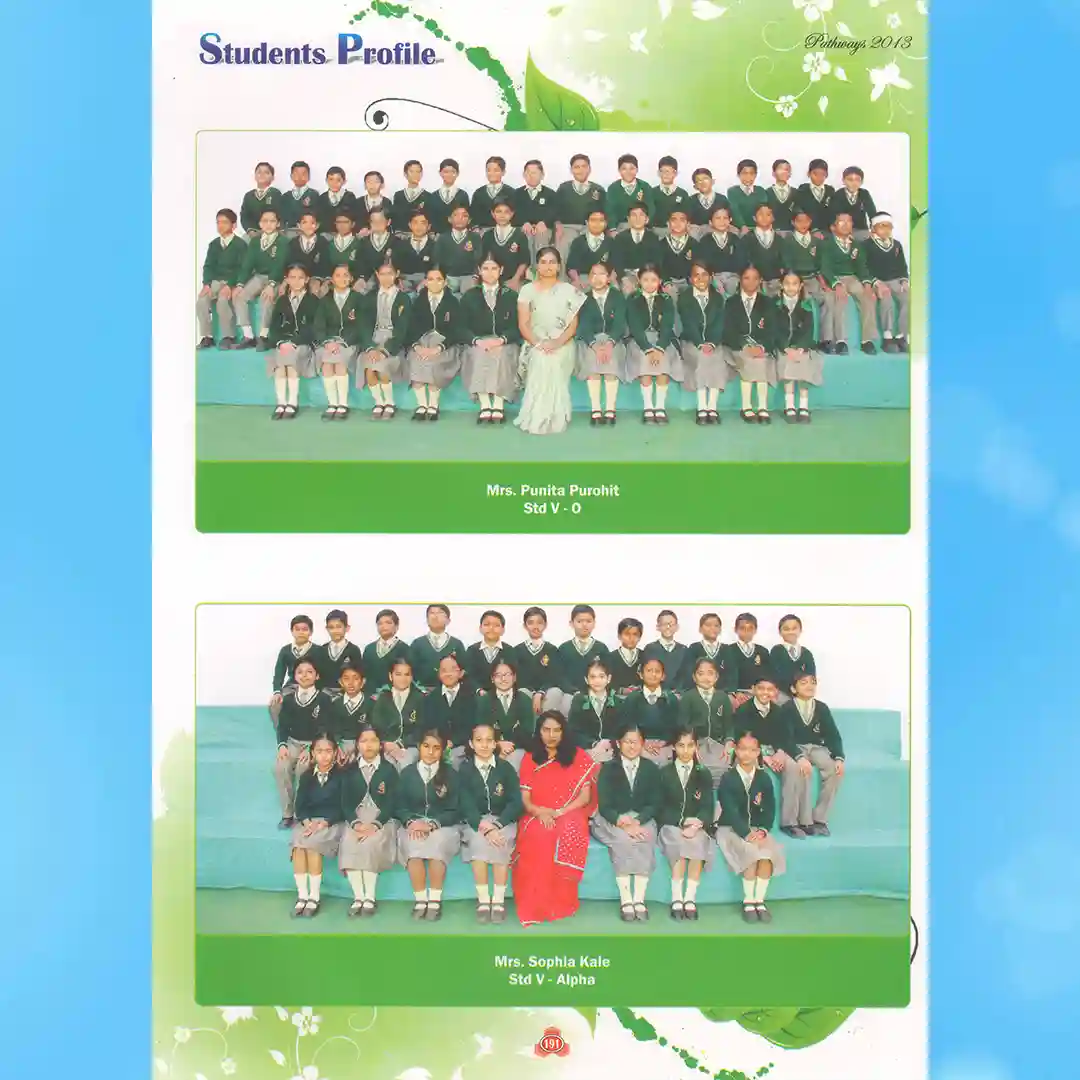 Students Profile
Pathways 2013
Mrs. Punita Purohit
Std V - O
Mrs. Sophia Kale
Std V - Alpha
191